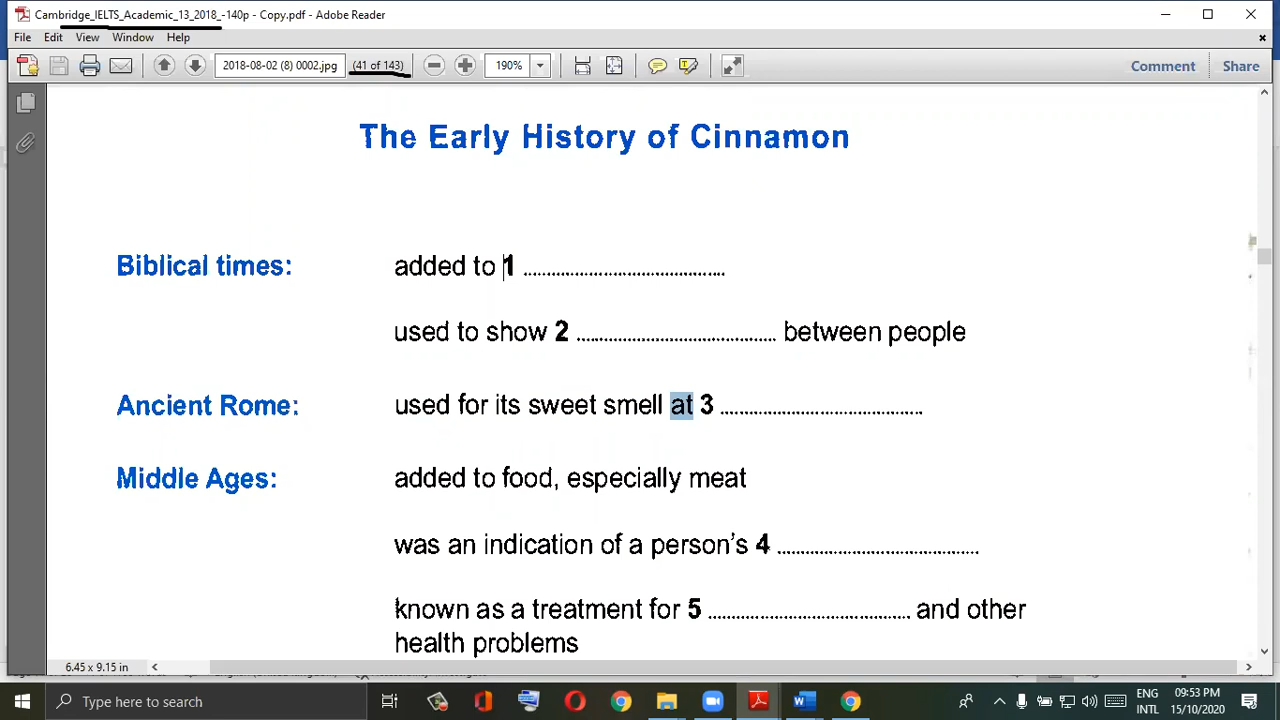 Cambridge_IELTS_Academic_13_2018_-140p - Copy.pdf - Adobe Reader
File Edit View Window Help
2018-08-02 (8) 0002.jpg (41 of 143) 190% Comment Share
The Early History of Cinnamon
Biblical times: added to 1 ........................................
used to show 2 ........................................ between people
Ancient Rome: used for its sweet smell at 3 ........................................
Middle Ages: added to food, especially meat
was an indication of a person's 4 ........................................
known as a treatment for 5 ........................................ and other
health problems
6.45 x 9.15 in
Type here to search
ENG 09:53 PM
INTL 15/10/2020